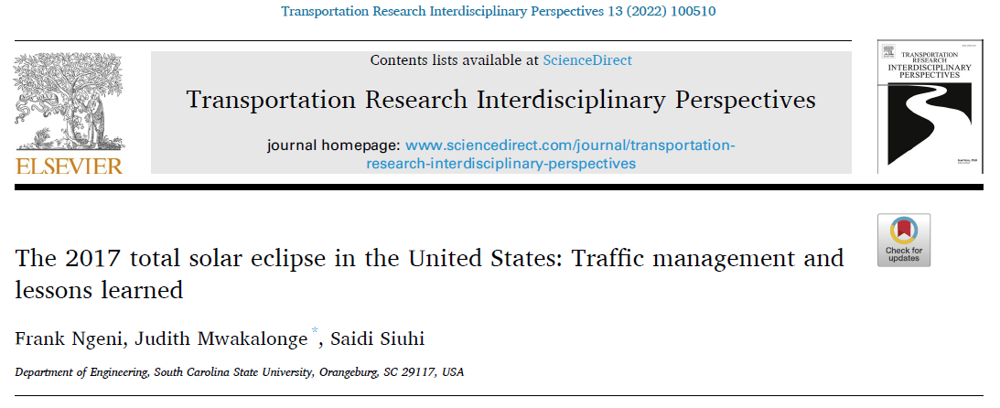 Transportation Research Interdisciplinary Perspectives 13 (2022) 100510
Contents lists available at ScienceDirect
Transportation Research Interdisciplinary Perspectives
journal homepage: www.sciencedirect.com/journal/transportation-
research-interdisciplinary-perspectives
ELSEVIER
TRANSPORTATION
RESEARCH
INTERDISCIPLINARY
PERSPECTIVES
Check for
updates
The 2017 total solar eclipse in the United States: Traffic management and
lessons learned
Frank Ngeni, Judith Mwakalonge *, Saidi Siuhi
Department of Engineering, South Carolina State University, Orangeburg, SC 29117, USA